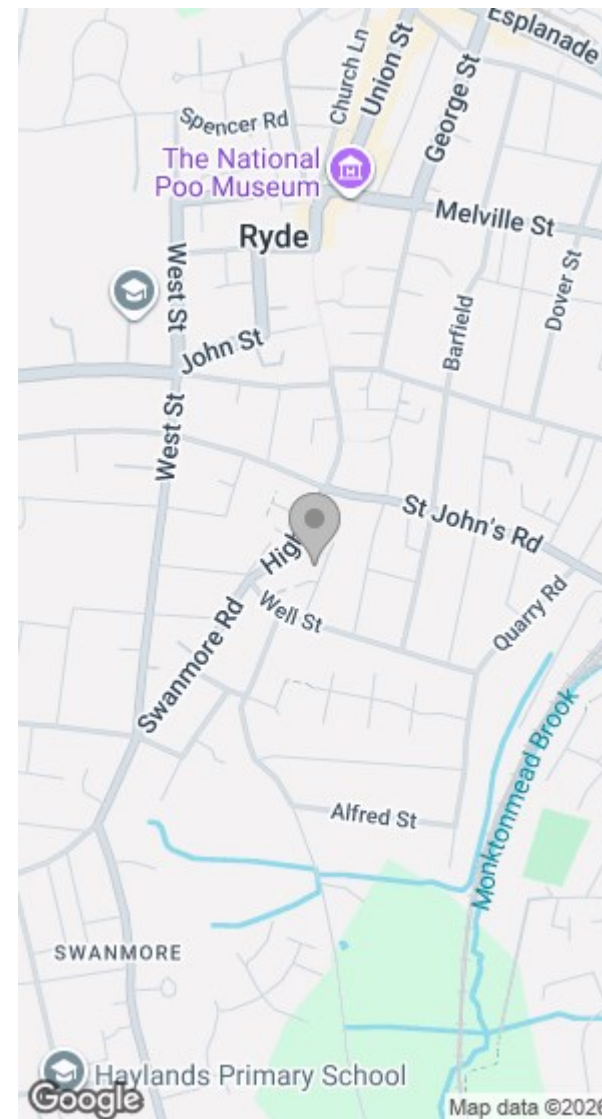 Esplanade
Church Ln
Union St
George St
Spencer Rd
The National
Poo Museum
Melville St
Ryde
West St
Dover St
Barfield
John St
West St
St John's Rd
High
Quarry Rd
Well St
Swanmore Rd
Monktonmead Brook
Alfred St
SWANMORE
Haylands Primary School
Google
Map data ©2026